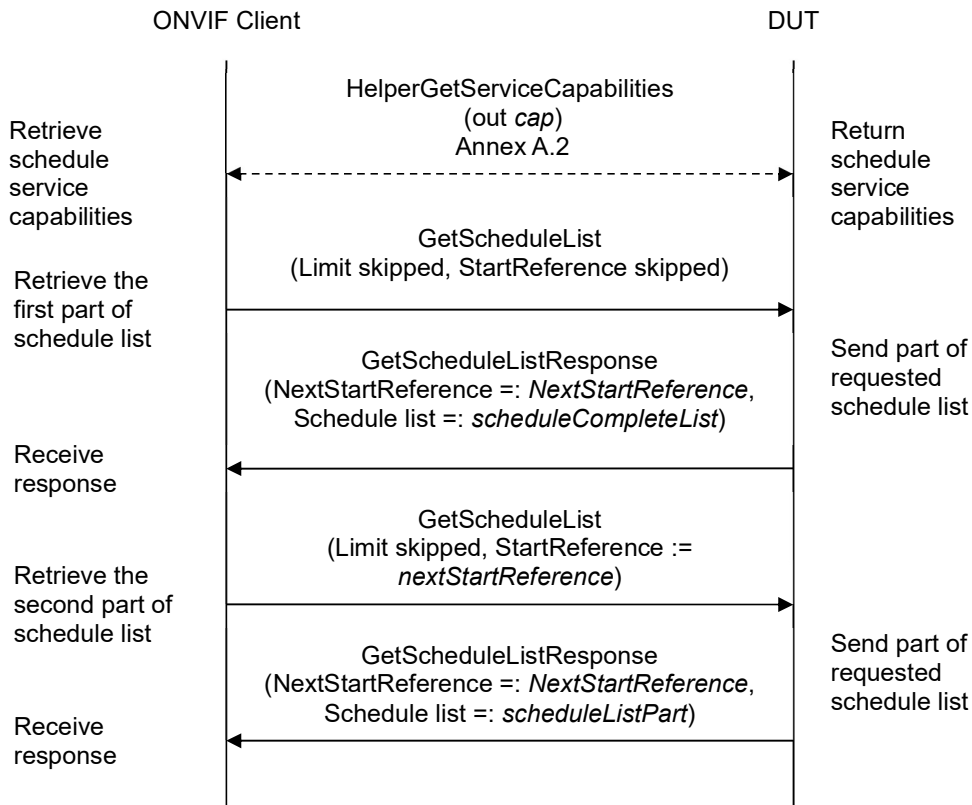 ONVIF Client
DUT
HelperGetServiceCapabilities
(out cap)
Annex A.2
Retrieve
schedule
service
capabilities
Return
schedule
service
capabilities
GetScheduleList
(Limit skipped, StartReference skipped)
Retrieve the
first part of
schedule list
GetScheduleListResponse
(NextStartReference =: NextStartReference,
Schedule list =: scheduleCompleteList)
Send part of
requested
schedule list
Receive
response
GetScheduleList
(Limit skipped, StartReference :=
nextStartReference)
Retrieve the
second part of
schedule list
GetScheduleListResponse
(NextStartReference =: NextStartReference,
Schedule list =: scheduleListPart)
Send part of
requested
schedule list
Receive
response